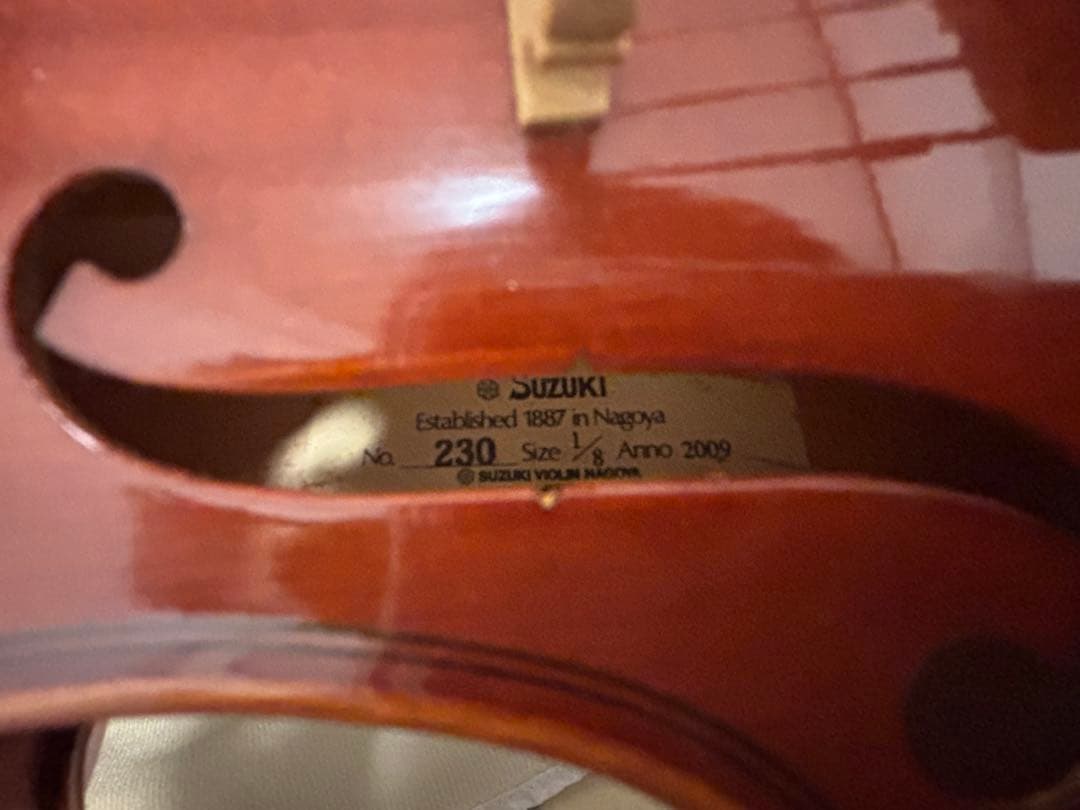 SUZUKI
Established 1887 in Nagoya
No. 230 Size 1/8 Anno 2009
SUZUKI VIOLIN NAGOYA